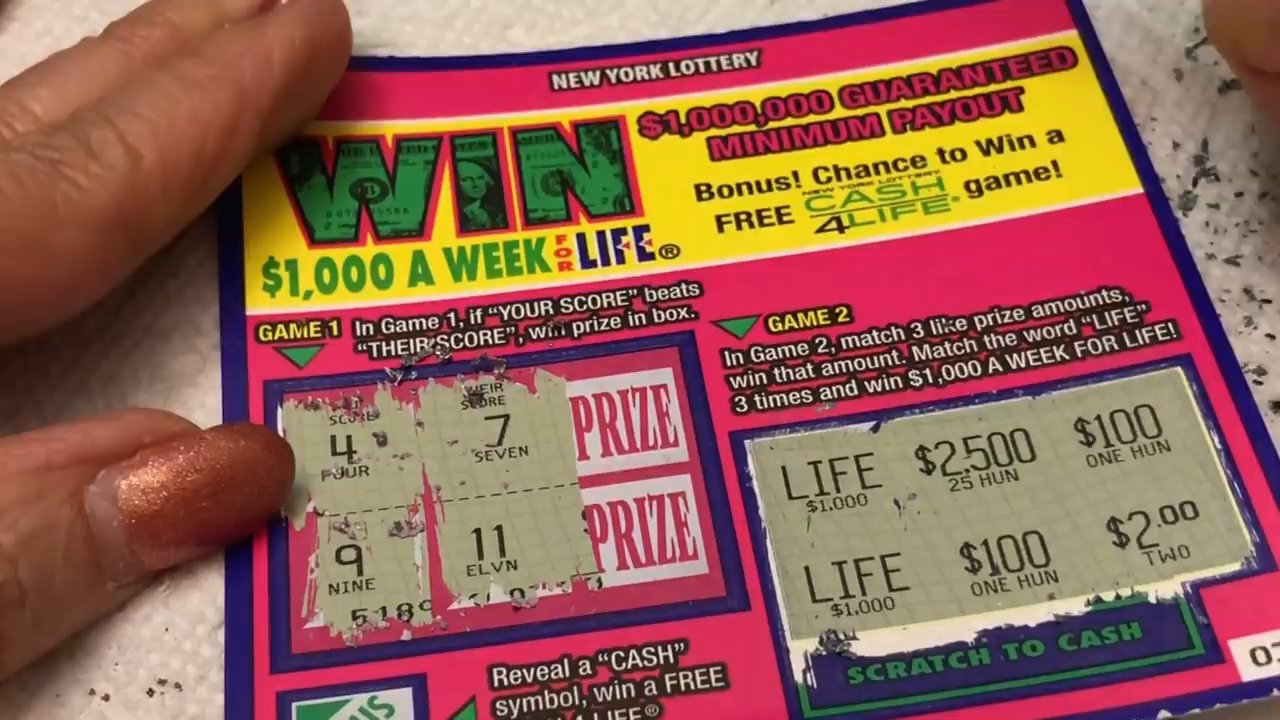 NEW YORK LOTTERY
WIN
$1,000 A WEEK FOR LIFE®
$1,000,000 GUARANTEED
MINIMUM PAYOUT
Bonus! Chance to Win a
FREE NEW YORK LOTTERY CASH 4LIFE® game!
GAME 1
In Game 1, if "YOUR SCORE" beats
"THEIR SCORE", win prize in box.
SCORE
4
FOUR
THEIR
SCORE
7
SEVEN
PRIZE
9
NINE
11
ELVN
PRIZE
GAME 2
In Game 2, match 3 like prize amounts,
win that amount. Match the word "LIFE"
3 times and win $1,000 A WEEK FOR LIFE!
LIFE
$1,000
$2,500
25 HUN
$100
ONE HUN
LIFE
$1,000
$100
ONE HUN
$2.00
TWO
SCRATCH TO CASH
Reveal a "CASH"
symbol, win a FREE